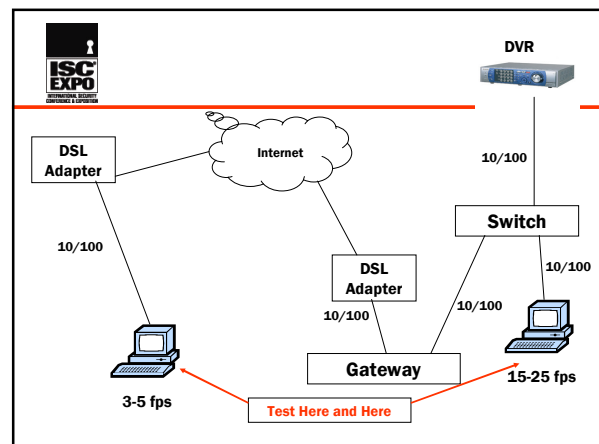 ISC
EXPO
INTERNATIONAL SECURITY
CONFERENCE & EXPOSITION
DVR
DSL
Adapter
Internet
10/100
Switch
10/100
DSL
Adapter
10/100
10/100
10/100
Gateway
15-25 fps
3-5 fps
Test Here and Here